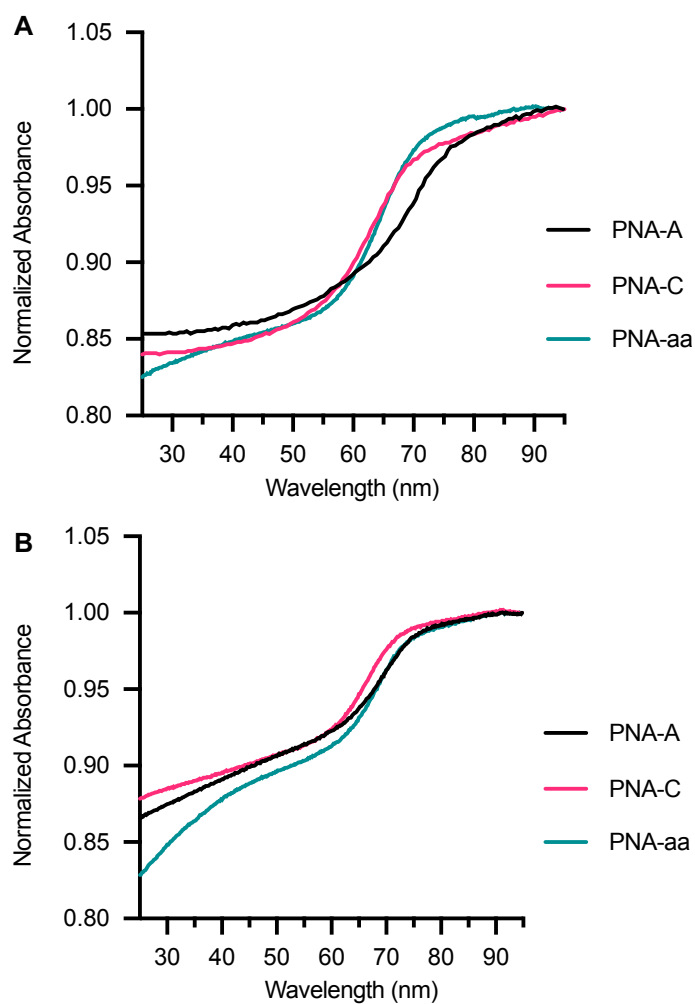 A
1.05
1.00
0.95
0.90
0.85
0.80
Normalized Absorbance
PNA-A
PNA-C
PNA-aa
30 40 50 60 70 80 90
Wavelength (nm)
B
1.05
1.00
0.95
0.90
0.85
0.80
Normalized Absorbance
PNA-A
PNA-C
PNA-aa
30 40 50 60 70 80 90
Wavelength (nm)